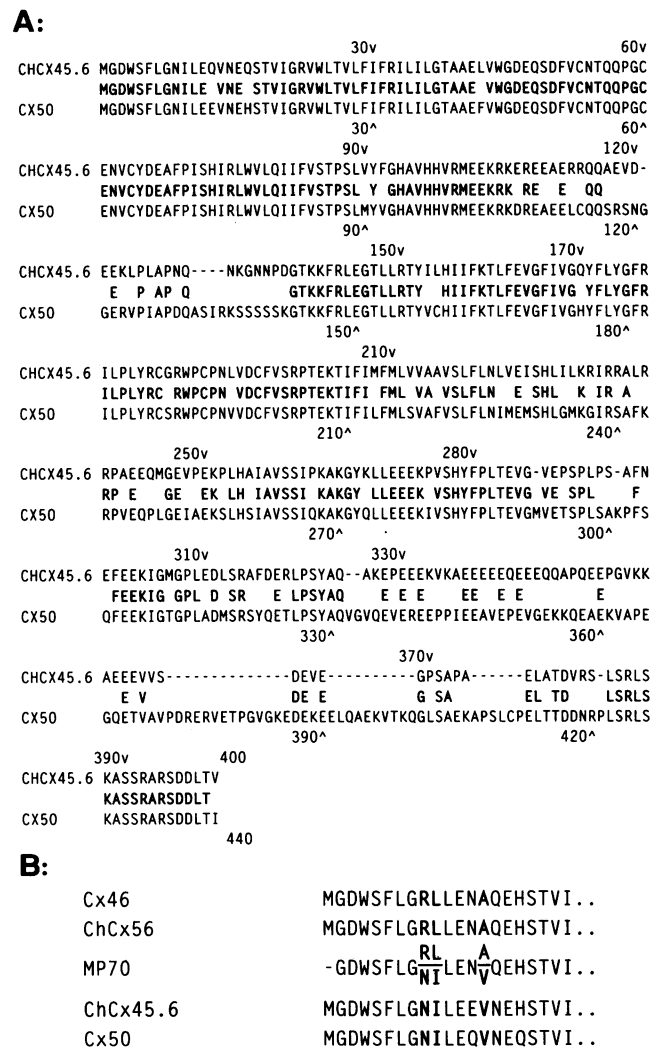 A:
30v 60v
CHCX45.6 MGDWSFLGNILEQVNEQSTVIGRVWLTVLFIFRILILGTAAELVWGDEQSDFVCNTQQPGC
MGDWSFLGNILE VNE STVIGRVWLTVLFIFRILILGTAAE VWGDEQSDFVCNTQQPGC
CX50 MGDWSFLGNILEEVNEHSTVIGRVWLTVLFIFRILILGTAAEFVWGDEQSDFVCNTQQPGC
30^ 60^
90v 120v
CHCX45.6 ENVCYDEAFPISHIRLWVLQIIFVSTPSLVYFGHAVHHVRMEEKRKEREEAERRQQAEVD-
ENVCYDEAFPISHIRLWVLQIIFVSTPSL Y GHAVHHVRMEEKRK RE E QQ
CX50 ENVCYDEAFPISHIRLWVLQIIFVSTPSLMYVGHAVHHVRMEEKRKDREAEELCQQSRSNG
90^ 120^
150v 170v
CHCX45.6 EEKLPLAPNQ----NKGNNPDGTKKFRLEGTLLRTYILHIIFKTLFEVGFIVGQYFLYGFR
E P AP Q GTKKFRLEGTLLRTY HIIFKTLFEVGFIVG YFLYGFR
CX50 GERVPIAPDQASIRKSSSSSKGTKKFRLEGTLLRTYVCHIIFKTLFEVGFIVGHYFLYGFR
150^ 180^
210v
CHCX45.6 ILPLYRCGRWPCPNLVDCFVSRPTEKTIFIMFMLVVAAVSLFLNLVEISHLILKRIRRALR
ILPLYRC RWPCPN VDCFVSRPTEKTIFI FML VA VSLFLN E SHL K IR A
CX50 ILPLYRCSRWPCPNVVDCFVSRPTEKTIFILFMLSVAFVSLFLNIMEMSHLGMKGIRSAFK
210^ 240^
250v 280v
CHCX45.6 RPAEEQMGEVPEKPLHAIAVSSIPKAKGYKLLEEEKPVSHYFPLTEVG-VEPSPLPS-AFN
RP E GE EK LH IAVSSI KAKGY LLEEEK VSHYFPLTEVG VE SPL F
CX50 RPVEQPLGEIAEKSLHSIAVSSIQKAKGYQLLEEEKIVSHYFPLTEVGMVETSPLSAKPFS
270^ 300^
310v 330v
CHCX45.6 EFEEKIGMGPLEDLSRAFDERLPSYAQ--AKEPEEEKVKAEEEEEQEEEQQAPQEEPGVKK
FEEKIG GPL D SR E LPSYAQ E E E EE E E E
CX50 QFEEKIGTGPLADMSRSYQETLPSYAQVGVQEVEREEPPIEEAVEPEVGEKKQEAEKVAPE
330^ 360^
370v
CHCX45.6 AEEEVVS--------------DEVE----------GPSAPA------ELATDVRS-LSRLS
E V DE E G SA EL TD LSRLS
CX50 GQETVAVPDRERVETPGVGKEDEKEELQAEKVTKQGLSAEKAPSLCPELTTDDNRPLSRLS
390^ 420^
390v 400
CHCX45.6 KASSRARSDDLTV
KASSRARSDDLT
CX50 KASSRARSDDLTI
440
B:
Cx46 MGDWSFLGRLLENAQEHSTVI..
ChCx56 MGDWSFLGRLLENAQEHSTVI..
RL A
MP70 -GDWSFLG LEN QEHSTVI..
NI V
ChCx45.6 MGDWSFLGNILEEVNEHSTVI..
Cx50 MGDWSFLGNILEQVNEQSTVI..